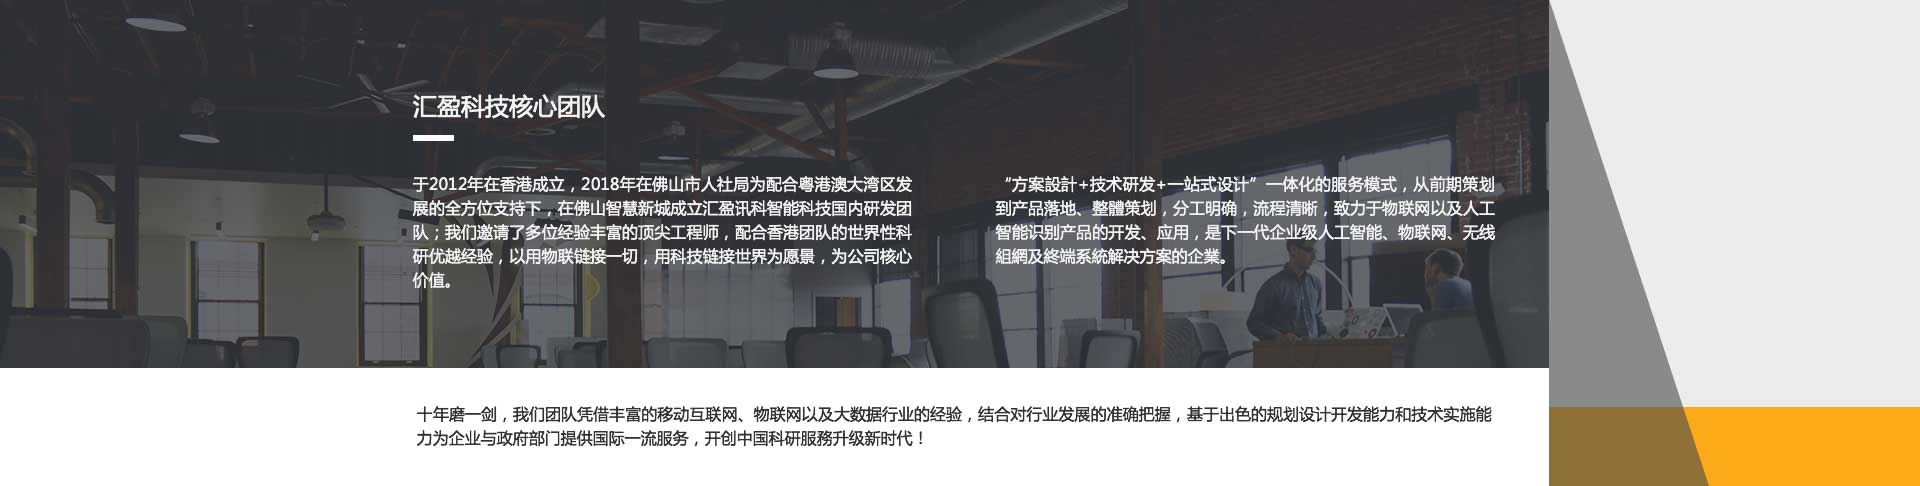 汇盈科技核心团队
于2012年在香港成立，2018年在佛山市人社局为配合粤港澳大湾区发
展的全方位支持下，在佛山智慧新城成立汇盈讯科智能科技国内研发团
队；我们邀请了多位经验丰富的顶尖工程师，配合香港团队的世界性科
研优越经验，以用物联链接一切，用科技链接世界为愿景，为公司核心
价值。
“方案設計+技术研发+一站式设计”一体化的服务模式，从前期策划
到产品落地、整體策划，分工明确，流程清晰，致力于物联网以及人工
智能识别产品的开发、应用，是下一代企业级人工智能、物联网、无线
組網及終端系統解决方案的企業。
十年磨一剑，我们团队凭借丰富的移动互联网、物联网以及大数据行业的经验，结合对行业发展的准确把握，基于出色的规划设计开发能力和技术实施能
力为企业与政府部门提供国际一流服务，开创中国科研服務升级新时代！